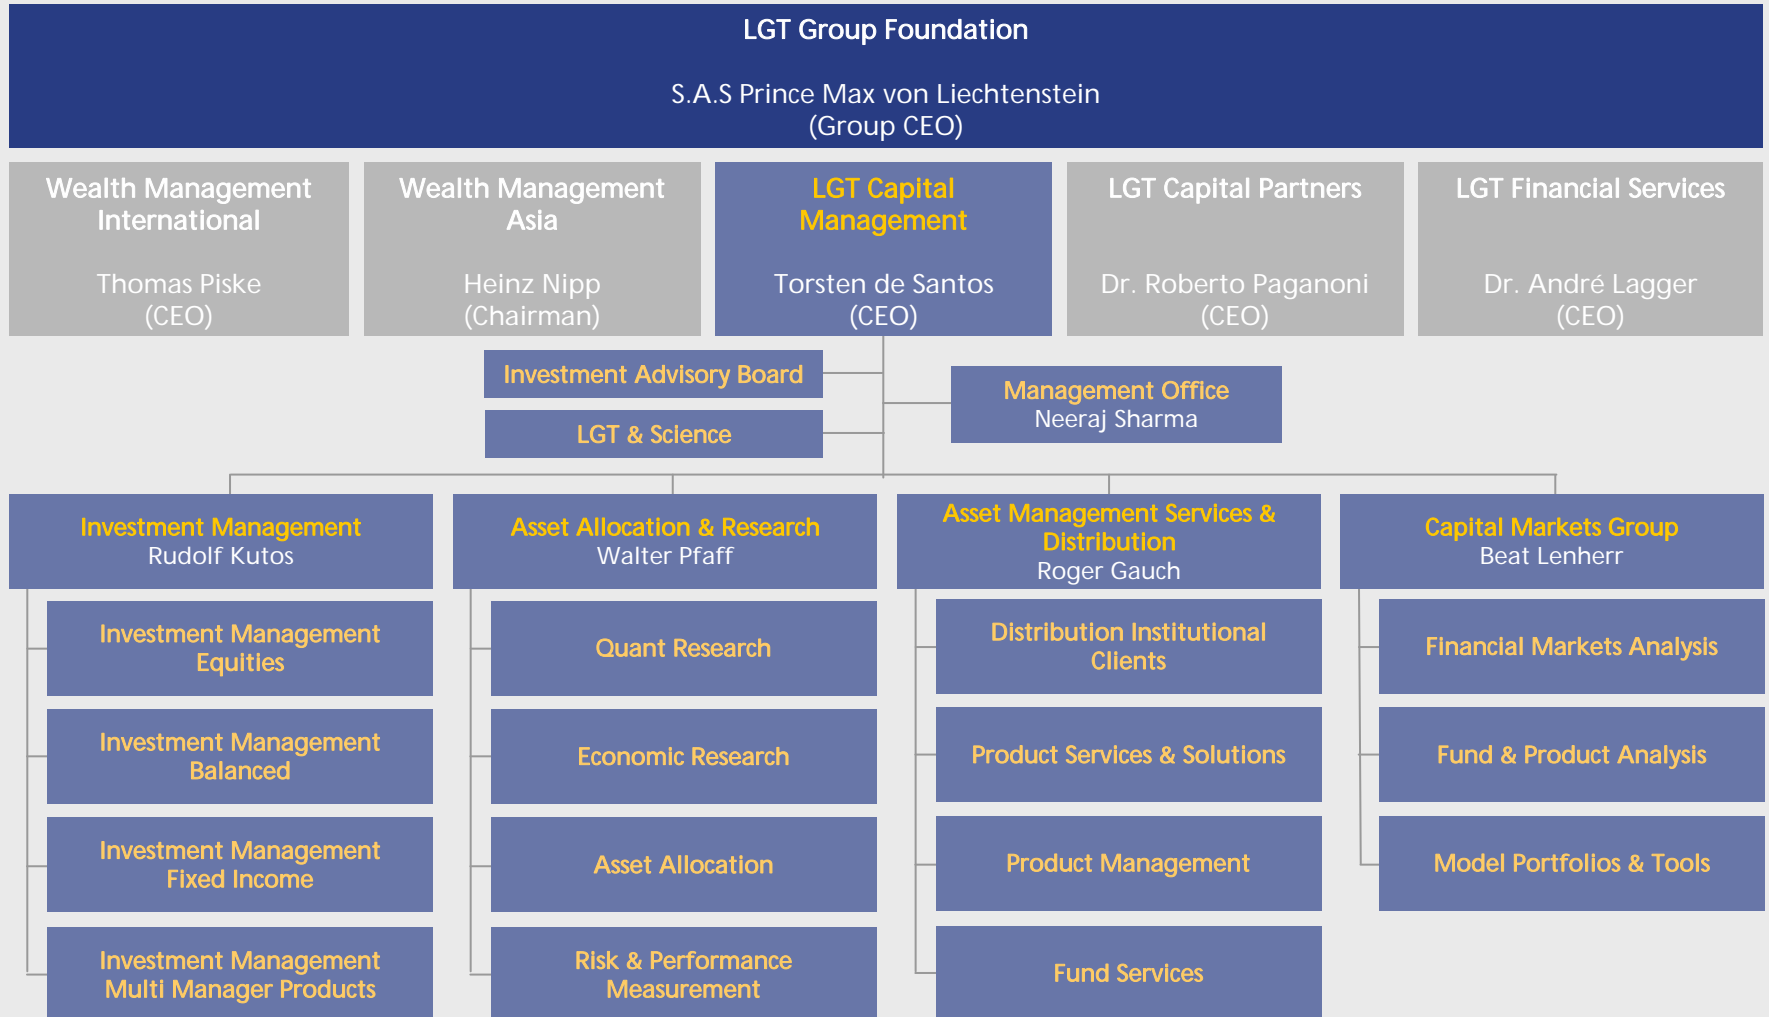 LGT Group Foundation
S.A.S Prince Max von Liechtenstein
(Group CEO)
Wealth Management
International
Thomas Piske
(CEO)
Wealth Management
Asia
Heinz Nipp
(Chairman)
LGT Capital
Management
Torsten de Santos
(CEO)
LGT Capital Partners
Dr. Roberto Paganoni
(CEO)
LGT Financial Services
Dr. André Lagger
(CEO)
Investment Advisory Board
LGT & Science
Management Office
Neeraj Sharma
Investment Management
Rudolf Kutos
Investment Management
Equities
Investment Management
Balanced
Investment Management
Fixed Income
Investment Management
Multi Manager Products
Asset Allocation & Research
Walter Pfaff
Quant Research
Economic Research
Asset Allocation
Risk & Performance
Measurement
Asset Management Services &
Distribution
Roger Gauch
Distribution Institutional
Clients
Product Services & Solutions
Product Management
Fund Services
Capital Markets Group
Beat Lenherr
Financial Markets Analysis
Fund & Product Analysis
Model Portfolios & Tools